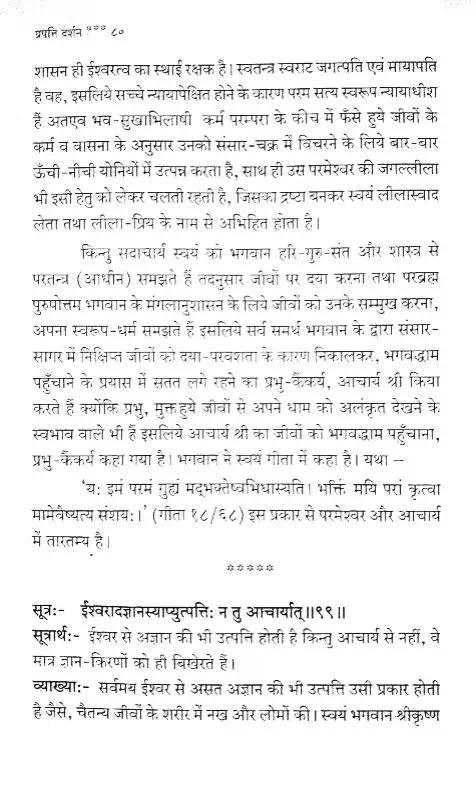 प्रपत्ति दर्शन *** ८०
शासन ही ईश्वरत्व का स्थाई रक्षक है। स्वतन्त्र स्वराट जगत्पति एवं मायापति
है वह, इसलिये सच्चे न्यायापेक्षित होने के कारण परम सत्य स्वरूप न्यायाधीश
हैं अतएव भव-सुखाभिलाषी कर्म परम्परा के कीच में फँसे हुये जीवों के
कर्म व वासना के अनुसार उनको संसार-चक्र में विचरने के लिये बार-बार
ऊँची-नीची योनियों में उत्पन्न करता है, साथ ही उस परमेश्वर की जगल्लीला
भी इसी हेतु को लेकर चलती रहती है, जिसका द्रष्टा बनकर स्वयं लीलास्वाद
लेता तथा लीला-प्रिय के नाम से अभिहित होता है।
किन्तु सदाचार्य स्वयं को भगवान हरि-गुरु-संत और शास्त्र से
परतन्त्र (आधीन) समझते हैं तदनुसार जीवों पर दया करना तथा परब्रह्म
पुरुषोत्तम भगवान के मंगलानुशासन के लिये जीवों को उनके सम्मुख करना,
अपना स्वरूप-धर्म समझते हैं इसलिये सर्व समर्थ भगवान के द्वारा संसार-
सागर में निक्षिप्त जीवों को दया-परवशता के कारण निकालकर, भगवद्धाम
पहुँचाने के प्रयास में सतत लगे रहने का प्रभु-कैंकर्य, आचार्य श्री किया
करते हैं क्योंकि प्रभु, मुक्तहुये जीवों से अपने धाम को अलंकृत देखने के
स्वभाव वाले भी हैं इसलिये आचार्य श्री का जीवों को भगवद्धाम पहुँचाना,
प्रभु-कैंकर्य कहा गया है। भगवान ने स्वयं गीता में कहा है। यथा –
'यः इमं परमं गुह्यं मद्भक्तेष्वभिधास्यति। भक्तिं मयि परां कृत्वा
मामेवैष्यत्य संशयः।' (गीता १८/६८) इस प्रकार से परमेश्वर और आचार्य
में तारतम्य है।
*****
सूत्रः- ईश्वरादज्ञानस्याप्युत्पत्तिः न तु आचार्यात्॥९९॥
सूत्रार्थः- ईश्वर से अज्ञान की भी उत्पत्ति होती है किन्तु आचार्य से नहीं, वे
मात्र ज्ञान-किरणों को ही बिखेरते हैं।
व्याख्याः- सर्वमय ईश्वर से असत अज्ञान की भी उत्पत्ति उसी प्रकार होती
है जैसे, चैतन्य जीवों के शरीर में नख और लोमों की। स्वयं भगवान श्रीकृष्ण